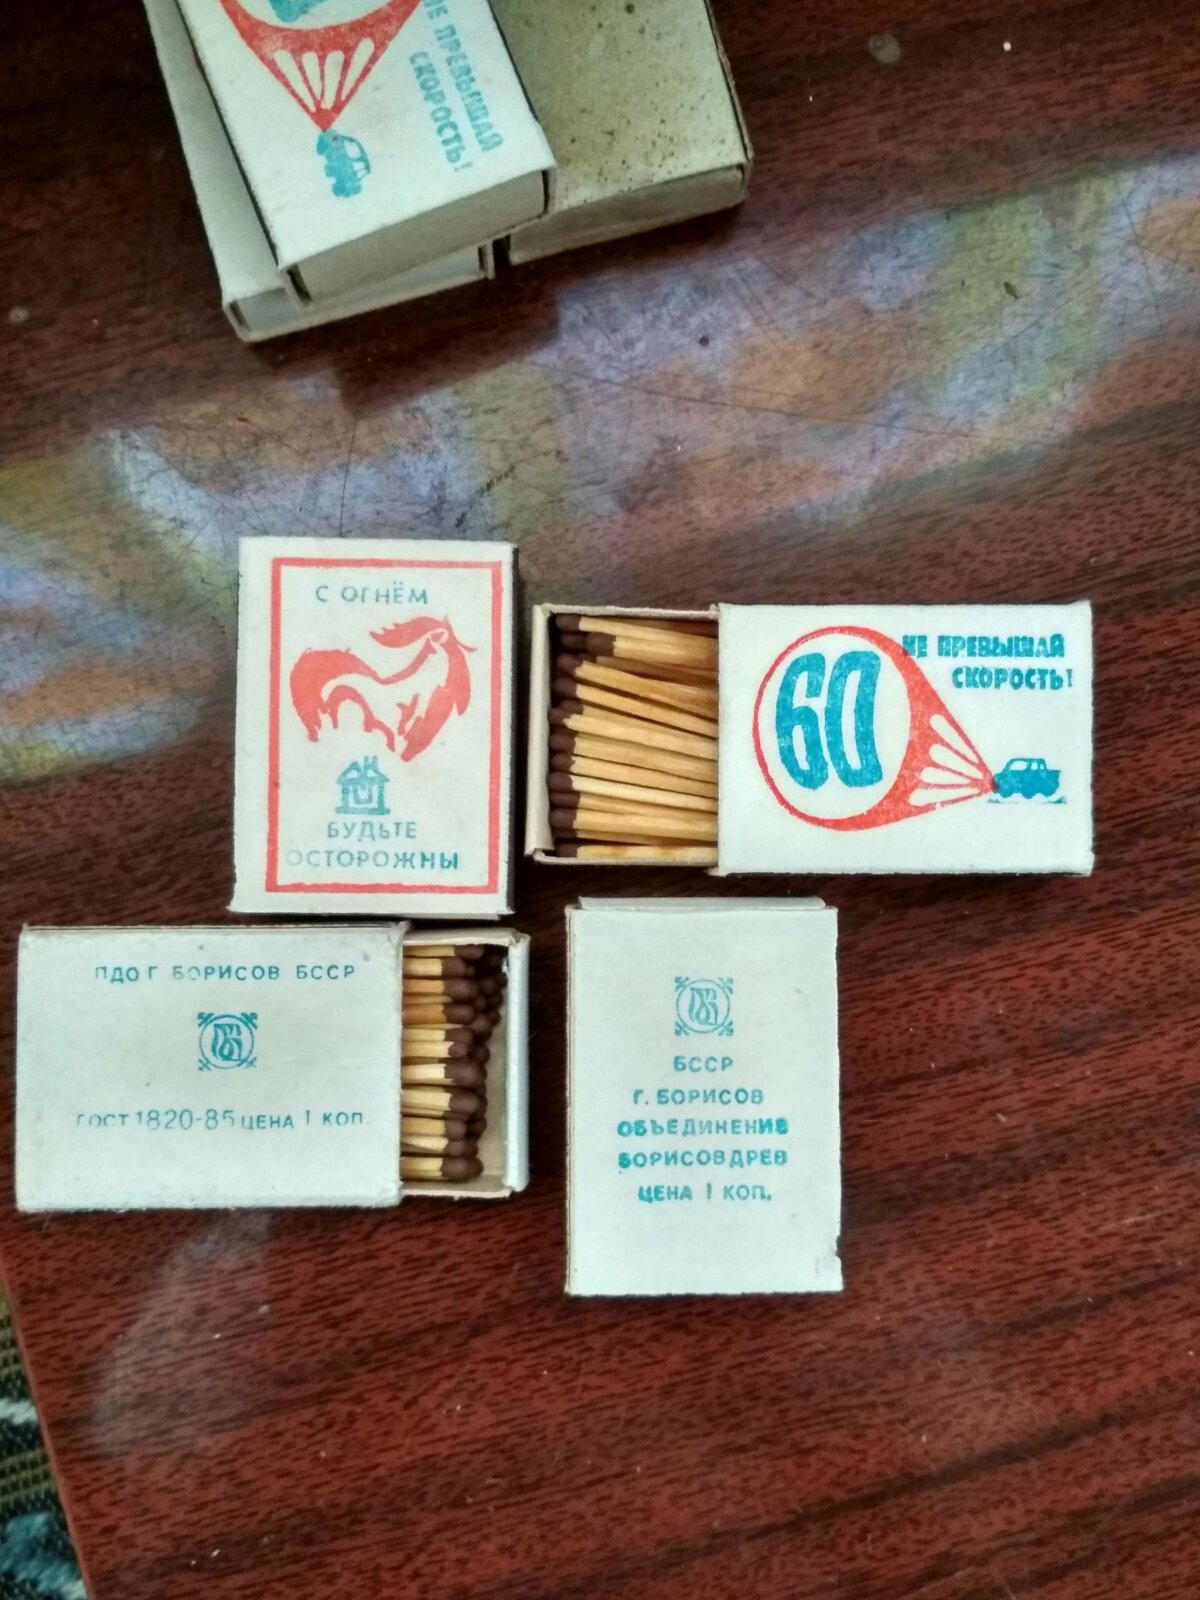 НЕ ПРЕВЫШАЙ
СКОРОСТЬ!
С ОГНЁМ
БУДЬТЕ
ОСТОРОЖНЫ
60
НЕ ПРЕВЫШАЙ
СКОРОСТЬ!
ПДО Г БОРИСОВ БССР
ГОСТ 1820-85 ЦЕНА 1 КОП.
БССР
Г. БОРИСОВ
ОБЪЕДИНЕНИЕ
БОРИСОВДРЕВ
ЦЕНА 1 КОП.